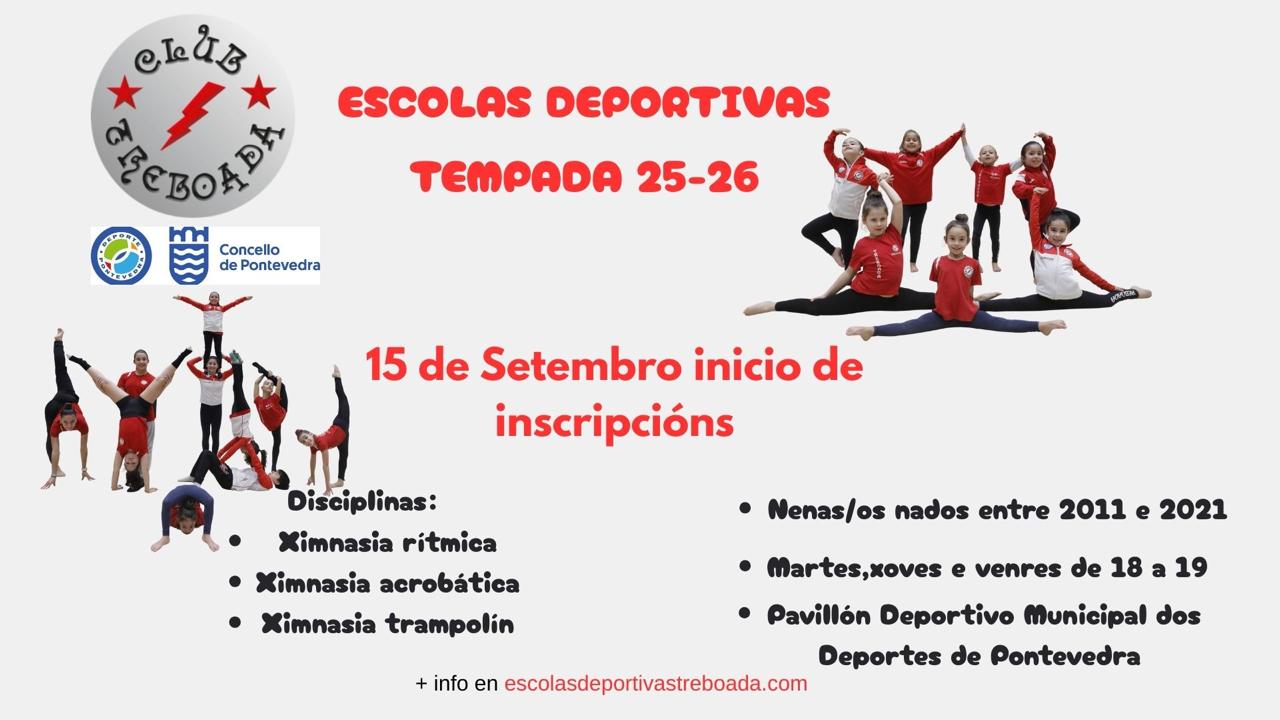 CLUB
TREBOADA
ESCOLAS DEPORTIVAS
TEMPADA 25-26
DEPORTE
PONTEVEDRA
Concello
de Pontevedra
15 de Setembro inicio de
inscripcións
Disciplinas:
• Ximnasia rítmica
• Ximnasia acrobática
• Ximnasia trampolín
• Nenas/os nados entre 2011 e 2021
• Martes,xoves e venres de 18 a 19
• Pavillón Deportivo Municipal dos
Deportes de Pontevedra
+ info en escolasdeportivastreboada.com